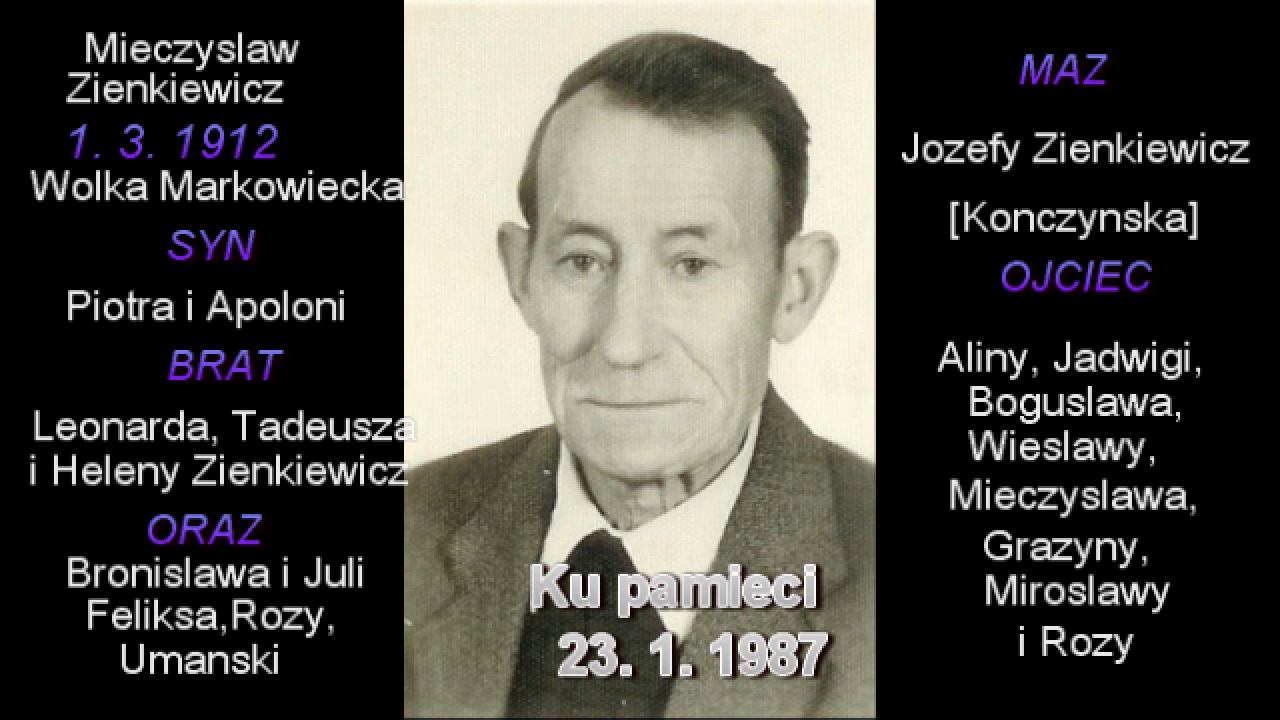 Mieczyslaw
Zienkiewicz
1. 3. 1912
Wolka Markowiecka
SYN
Piotra i Apoloni
BRAT
Leonarda, Tadeusza
i Heleny Zienkiewicz
ORAZ
Bronislawa i Juli
Feliksa,Rozy,
Umanski
Ku pamieci
23. 1. 1987
MAZ
Jozefy Zienkiewicz
[Konczynska]
OJCIEC
Aliny, Jadwigi,
Boguslawa,
Wieslawy,
Mieczyslawa,
Grazyny,
Miroslawy
i Rozy